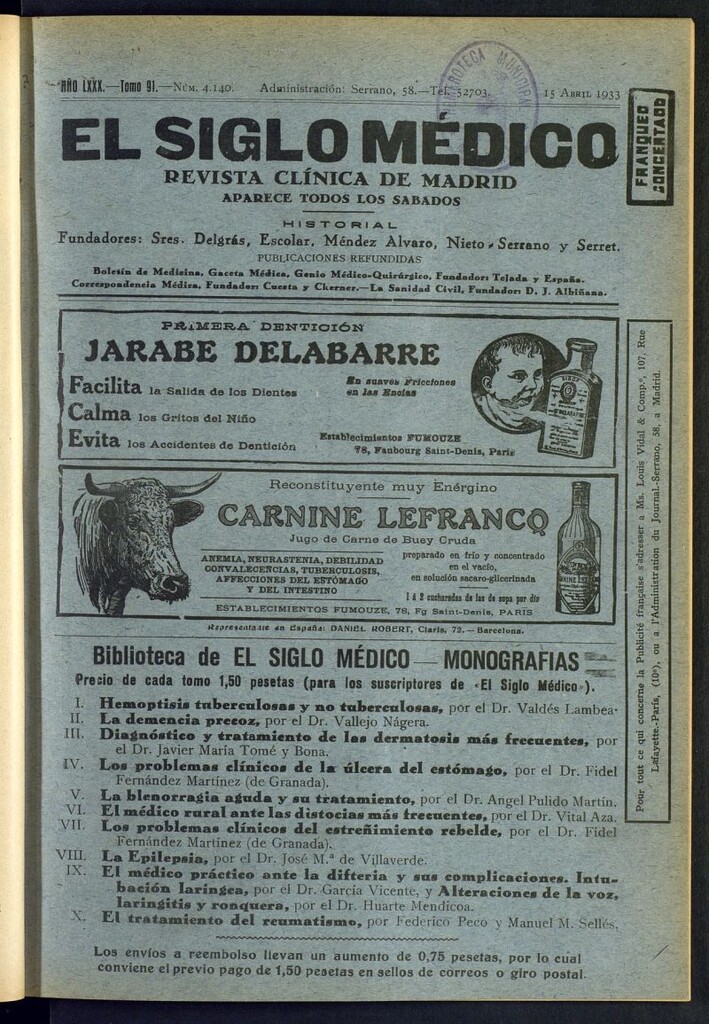 AÑO LXXX.—Tomo 91.—NÚM. 4.140. Administración: Serrano, 58.—Tel. 52703. 15 ABRIL 1933
HEMEROTECA MUNICIPAL
FRANQUEO
CONCERTADO
EL SIGLO MÉDICO
REVISTA CLÍNICA DE MADRID
APARECE TODOS LOS SABADOS
HISTORIAL
Fundadores: Sres. Delgrás, Escolar, Méndez Alvaro, Nieto - Serrano y Serret.
PUBLICACIONES REFUNDIDAS
Boletín de Medicina, Gaceta Médica, Genio Médico-Quirúrgico, Fundador: Tejada y España.
Correspondencia Médica, Fundador: Cuesta y Ckerner.—La Sanidad Civil, Fundador: D. J. Albiñana.
PRIMERA DENTICIÓN
JARABE DELABARRE
Facilita la Salida de los Dientes
Calma los Gritos del Niño
Evita los Accidentes de Dentición
En suaves Fricciones
en las Encías
Establecimientos FUMOUZE
78, Faubourg Saint-Denis, París
Reconstituyente muy Enérgino
CARNINE LEFRANCQ
Jugo de Carne de Buey Cruda
ANEMIA, NEURASTENIA, DEBILIDAD
CONVALECENCIAS, TUBERCULOSIS,
AFFECCIONES DEL ESTÓMAGO
Y DEL INTESTINO
preparado en frío y concentrado
en el vacío,
en solución sacaro-glicerinada
1 á 2 cucharadas de las de sopa por día
ESTABLECIMIENTOS FUMOUZE, 78, Fg Saint-Denis, PARIS
Representante en España: DANIEL ROBERT, Claris, 72.—Barcelona.
Pour tout ce qui concerne la Publicité française s'adresser a Ms. Louis Vidal & Comp.ª, 107, Rue
Lafayette.-Paris, (10e), ou a l'Administration du Journal.-Serrano, 58, a Madrid.
Biblioteca de EL SIGLO MÉDICO — MONOGRAFIAS
Precio de cada tomo 1,50 pesetas (para los suscriptores de «El Siglo Médico»).
I. Hemoptisis tuberculosas y no tuberculosas, por el Dr. Valdés Lambea·
II. La demencia precoz, por el Dr. Vallejo Nágera.
III. Diagnóstico y tratamiento de las dermatosis más frecuentes, por
el Dr. Javier María Tomé y Bona.
IV. Los problemas clínicos de la úlcera del estómago, por el Dr. Fidel
Fernández Martínez (de Granada).
V. La blenorragia aguda y su tratamiento, por el Dr. Angel Pulido Martín.
VI. El médico rural ante las distocias más frecuentes, por el Dr. Vital Aza.
VII. Los problemas clínicos del estreñimiento rebelde, por el Dr. Fidel
Fernández Martínez (de Granada).
VIII. La Epilepsia, por el Dr. José M.ª de Villaverde.
IX. El médico práctico ante la difteria y sus complicaciones. Intu-
bación laríngea, por el Dr. García Vicente, y Alteraciones de la voz,
laringitis y ronquera, por el Dr. Huarte Mendicoa.
X. El tratamiento del reumatismo, por Federico Peco y Manuel M. Sellés.
Los envíos a reembolso llevan un aumento de 0,75 pesetas, por lo cual
conviene el previo pago de 1,50 pesetas en sellos de correos o giro postal.